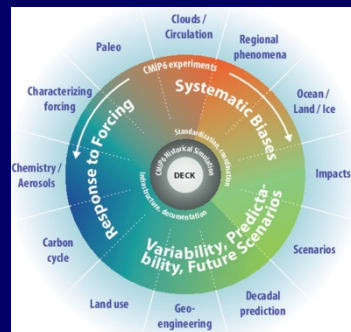 Clouds /
Circulation
Regional
phenomena
Paleo
CMIP6 experiments
Characterizing
forcing
Ocean /
Land / Ice
Systematic Biases
Response to Forcing
Standardization, coordination
CMIP6 Historical Simulation
DECK
Infrastructure, documentation
Chemistry /
Aerosols
Impacts
Variability, Predicta-
bility, Future Scenarios
Carbon
cycle
Scenarios
Land use
Geo-
engineering
Decadal
prediction